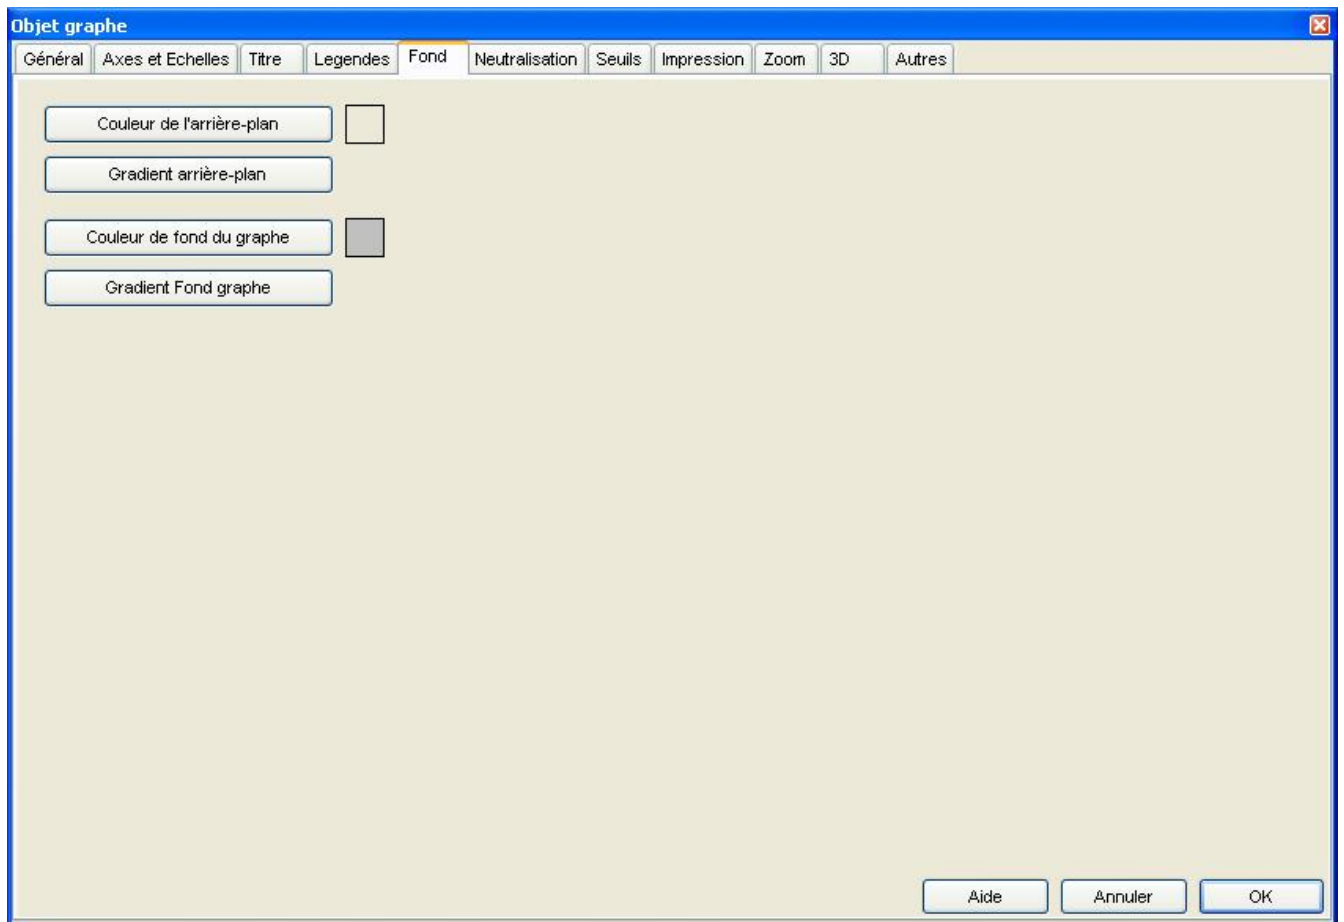 Objet graphe
Général Axes et Echelles Titre Legendes Fond Neutralisation Seuils Impression Zoom 3D Autres
Couleur de l'arrière-plan
Gradient arrière-plan
Couleur de fond du graphe
Gradient Fond graphe
Aide Annuler OK